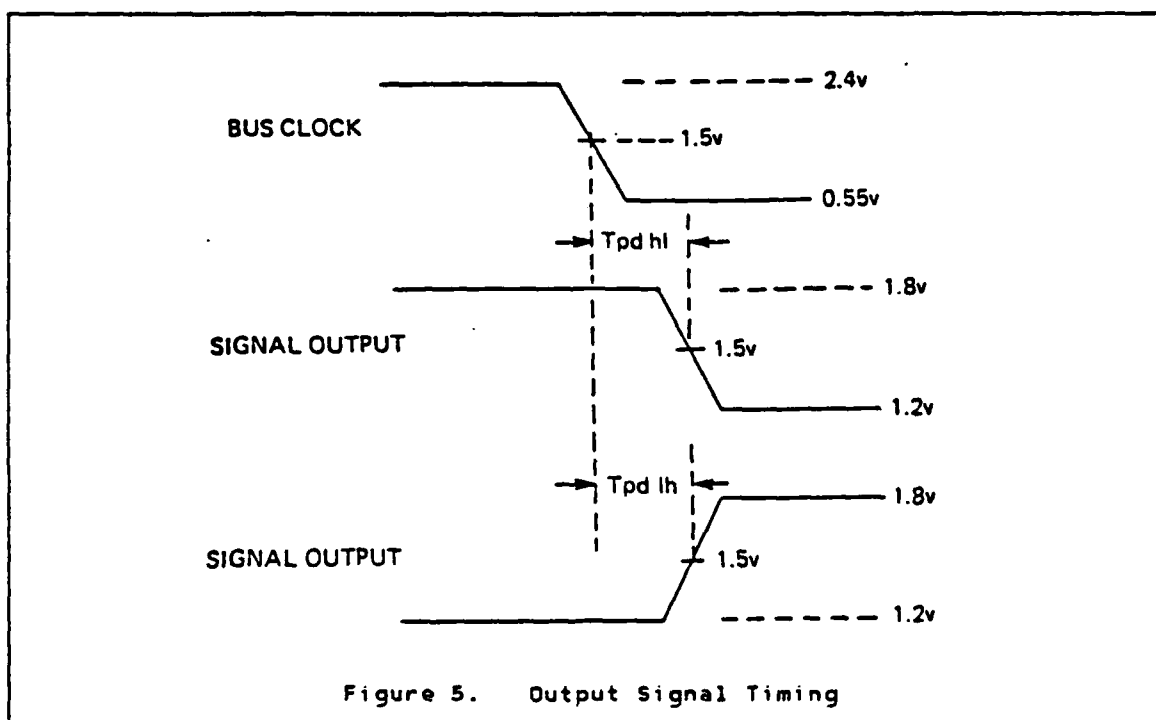 2.4v
BUS CLOCK
1.5v
0.55v
Tpd hl
1.8v
SIGNAL OUTPUT
1.5v
1.2v
Tpd lh
1.8v
SIGNAL OUTPUT
1.5v
1.2v
Figure 5. Output Signal Timing